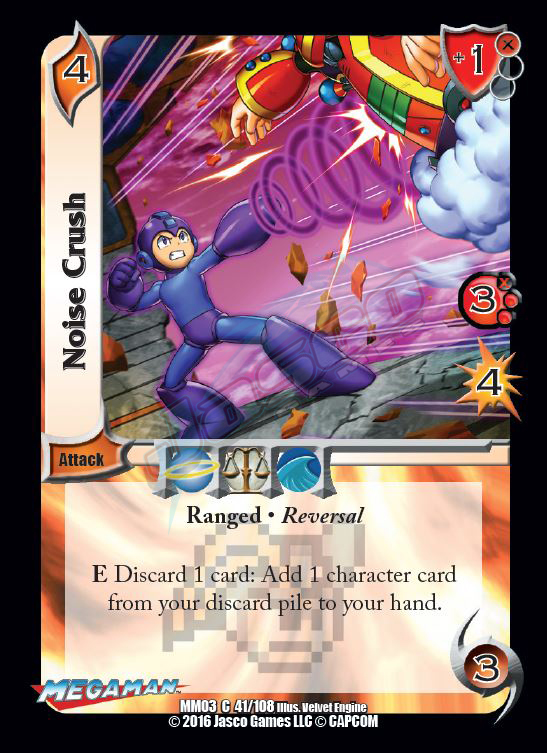 4
+1
Noise Crush
3
4
Attack
Ranged • Reversal
E Discard 1 card: Add 1 character card
from your discard pile to your hand.
3
MEGAMAN™
MM03 C 41/108 Illus. Velvet Engine
© 2016 Jasco Games LLC © CAPCOM